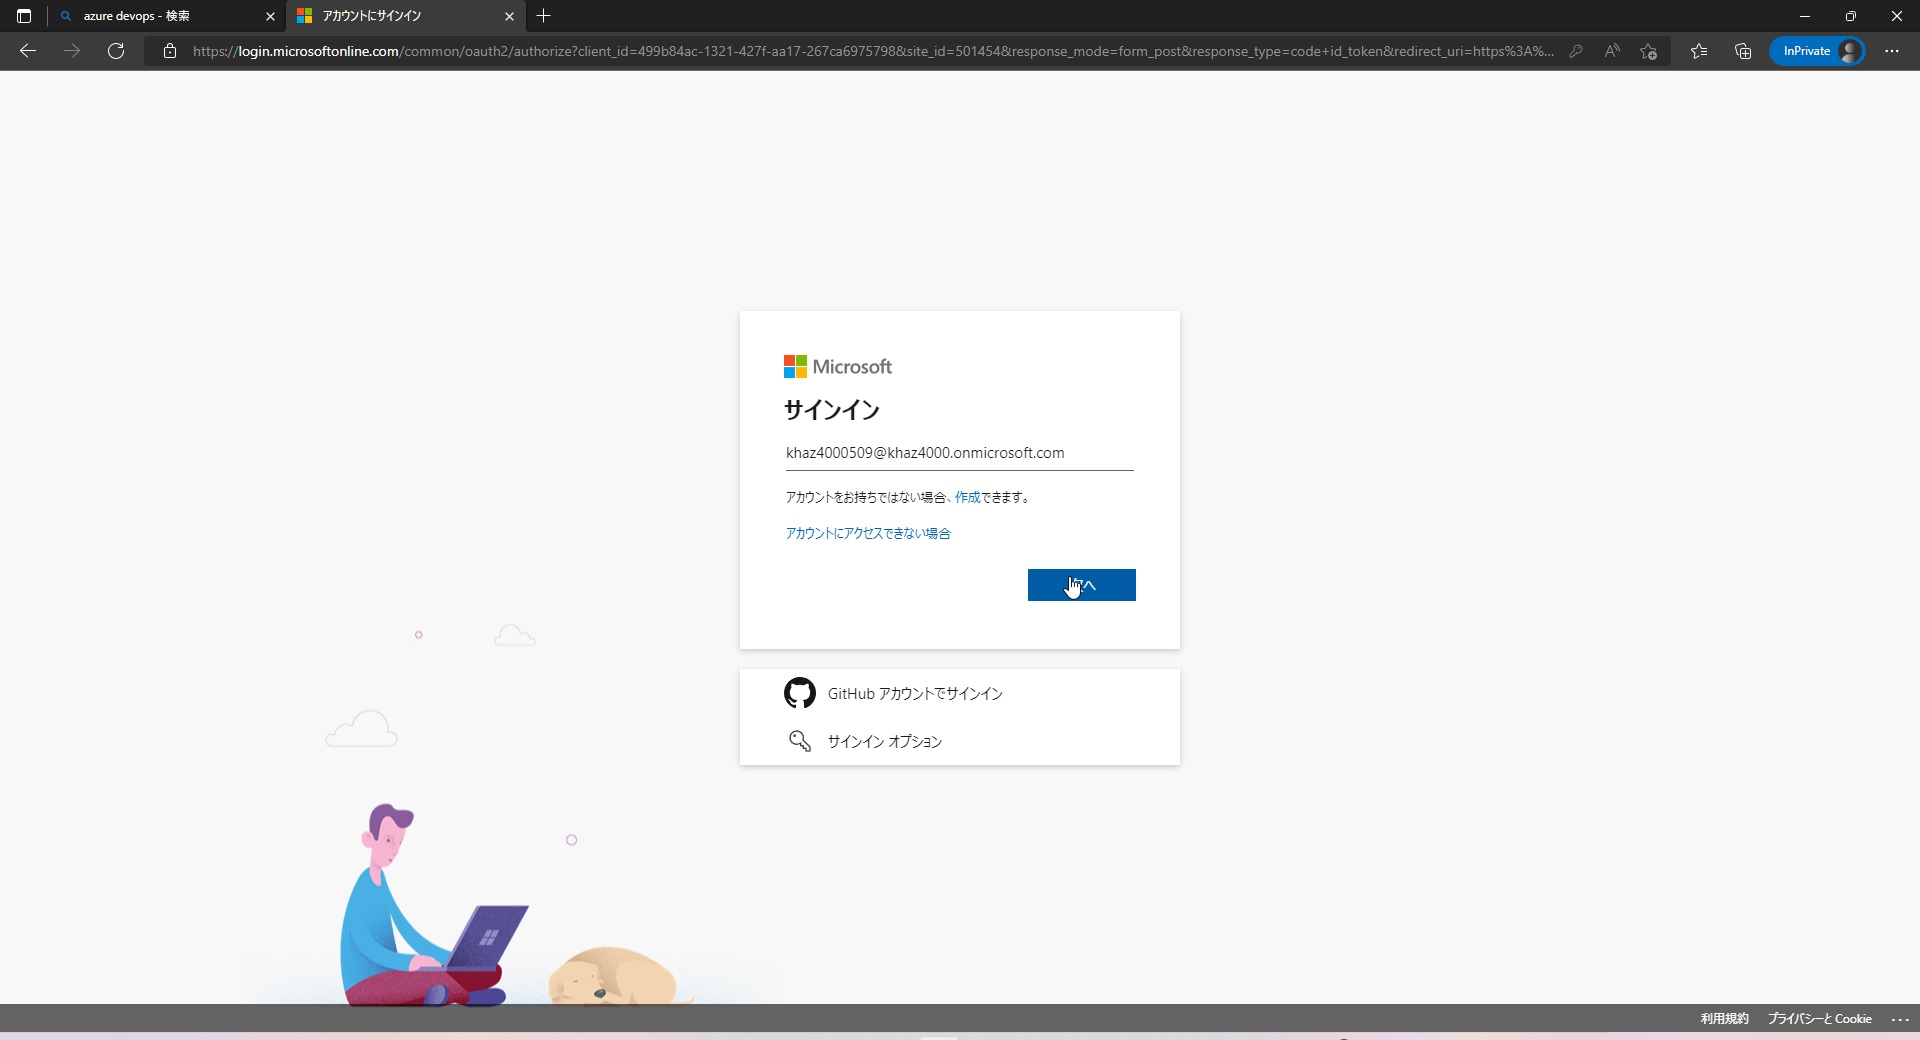 azure devops - 検索
アカウントにサインイン
https://login.microsoftonline.com/common/oauth2/authorize?client_id=499b84ac-1321-427f-aa17-267ca6975798&site_id=501454&response_mode=form_post&response_type=code+id_token&redirect_uri=https%3A%...
InPrivate
Microsoft
サインイン
khaz4000509@khaz4000.onmicrosoft.com
アカウントをお持ちではない場合、作成できます。
アカウントにアクセスできない場合
へ
GitHub アカウントでサインイン
サインイン オプション
利用規約 プライバシーと Cookie ...